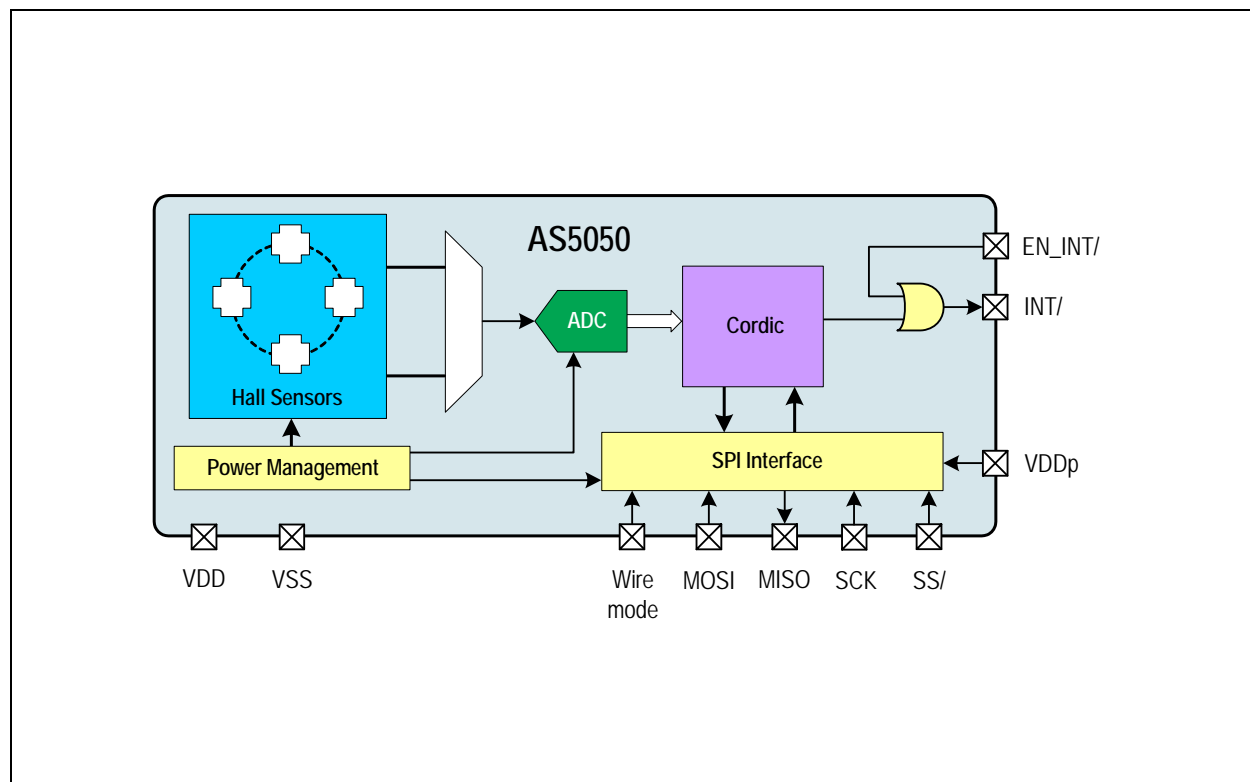 AS5050
EN_INT/
INT/
ADC
Cordic
Hall Sensors
Power Management
SPI Interface
VDDp
VDD
VSS
Wire
mode
MOSI
MISO
SCK
SS/